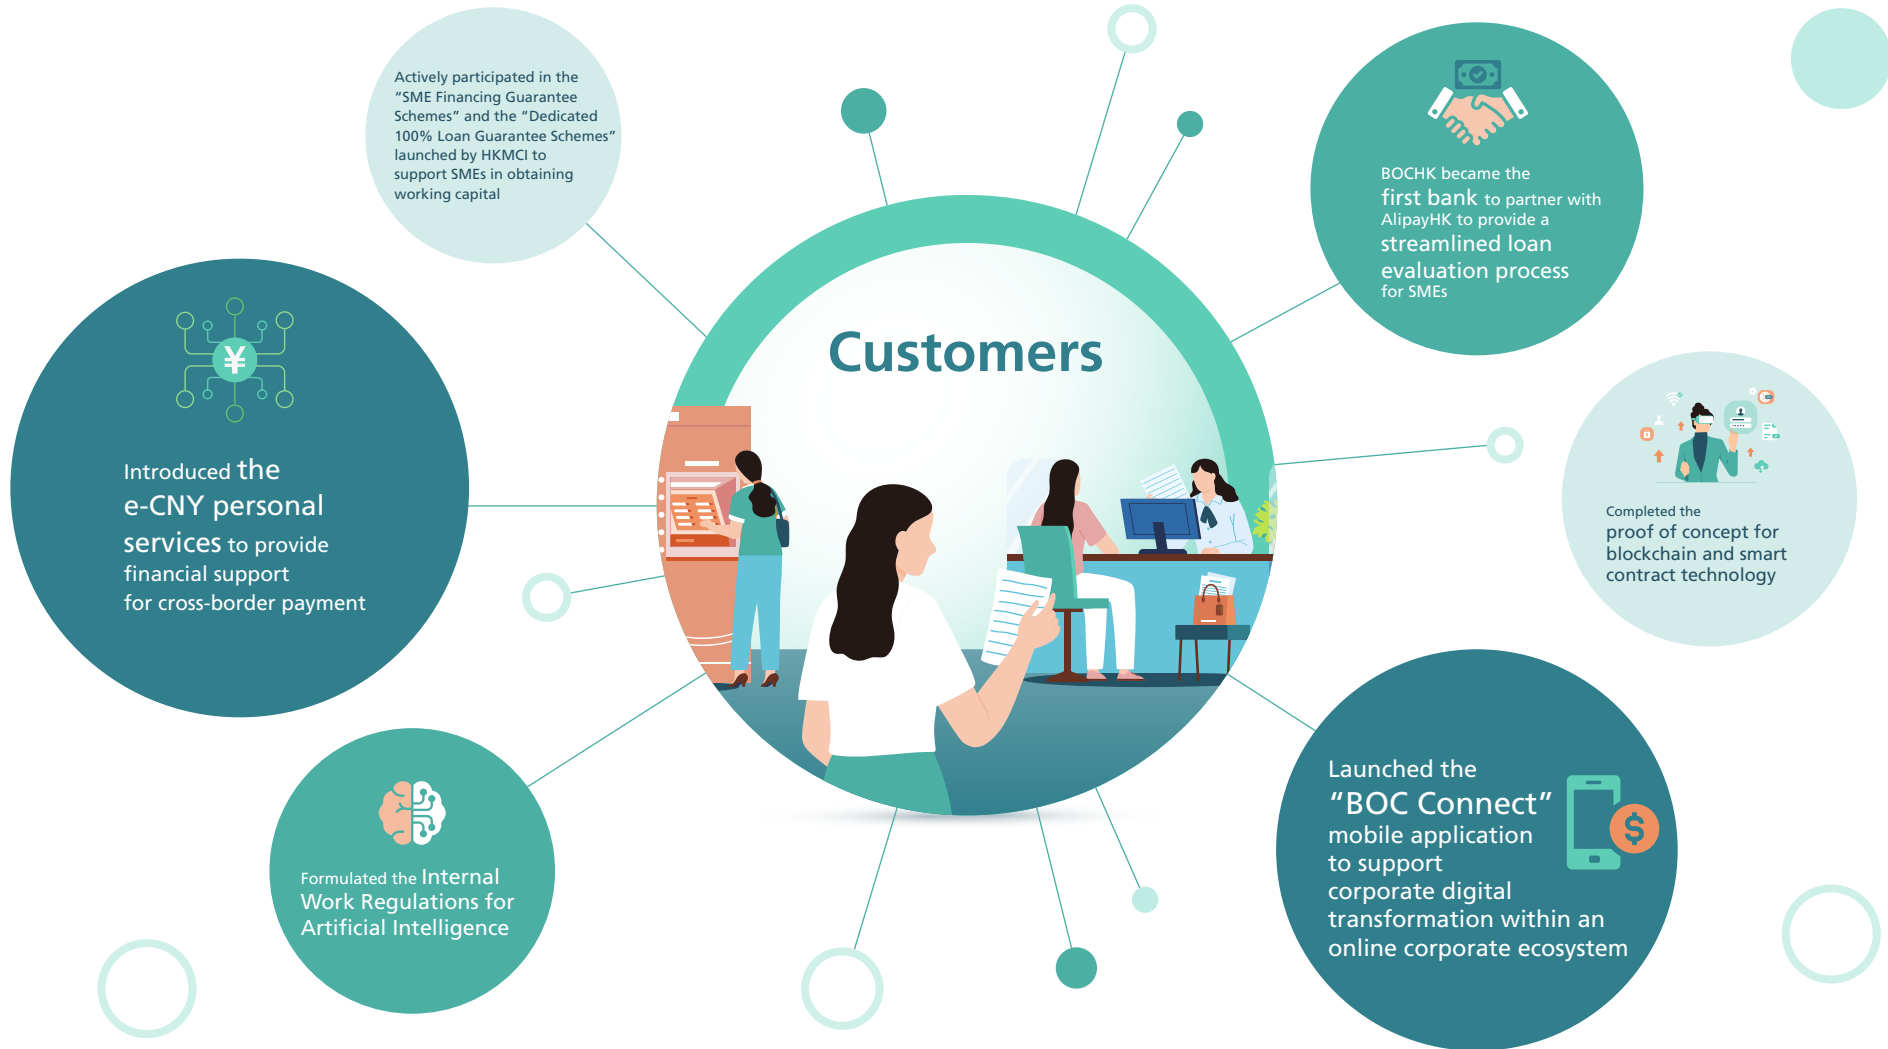 Actively participated in the
“SME Financing Guarantee
Schemes” and the “Dedicated
100% Loan Guarantee Schemes”
launched by HKMCI to
support SMEs in obtaining
working capital
BOCHK became the
first bank to partner with
AlipayHK to provide a
streamlined loan
evaluation process
for SMEs
Customers
¥
Introduced the
e-CNY personal
services to provide
financial support
for cross-border payment
Completed the
proof of concept for
blockchain and smart
contract technology
Formulated the Internal
Work Regulations for
Artificial Intelligence
Launched the
“BOC Connect”
mobile application
to support
corporate digital
transformation within an
online corporate ecosystem
$